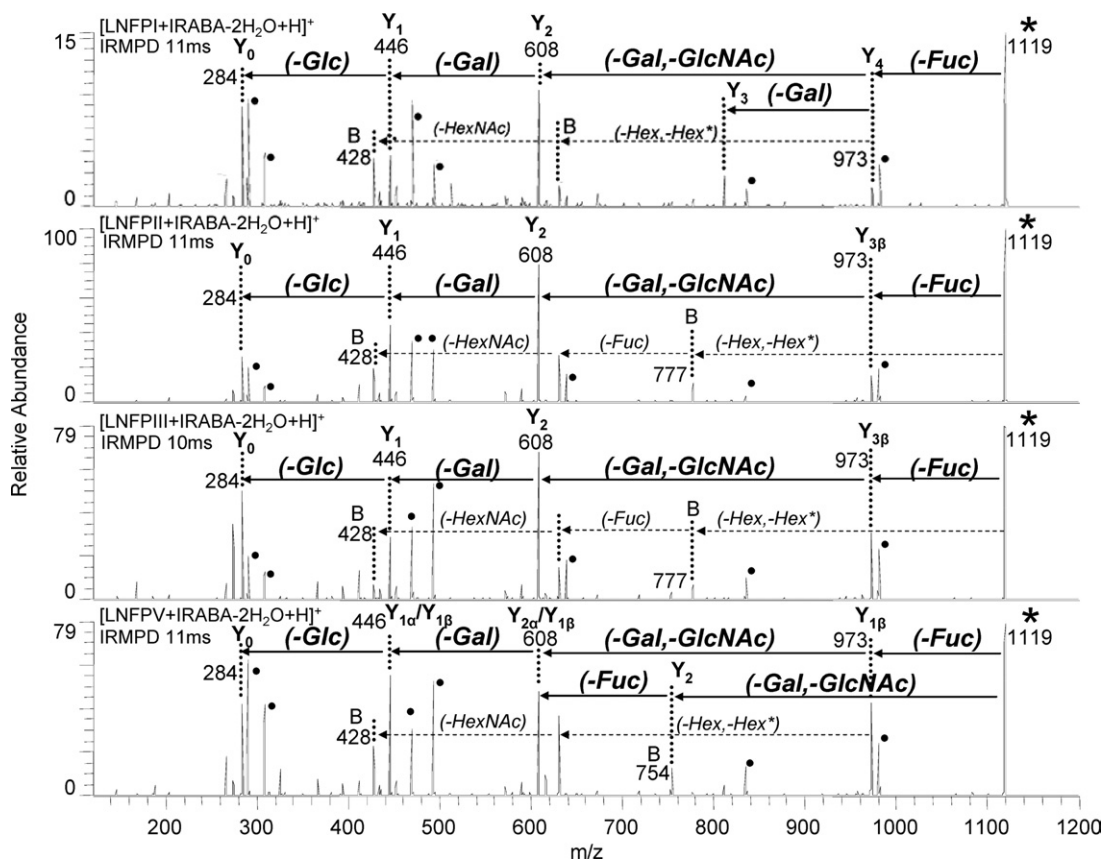 [LNFPI+IRABA-2H₂O+H]⁺
IRMPD 11ms
15
0
Y₀
284
(-Glc)
Y₁
446
(-Gal)
Y₂
608
(-Gal,-GlcNAc)
Y₃
(-Gal)
Y₄
973
(-Fuc)
*
1119
B
428
(-HexNAc)
B
(-Hex,-Hex*)
[LNFPII+IRABA-2H₂O+H]⁺
IRMPD 11ms
100
0
Y₀
284
(-Glc)
Y₁
446
(-Gal)
Y₂
608
(-Gal,-GlcNAc)
Y₃β
973
(-Fuc)
*
1119
B
428
(-HexNAc)
(-Fuc)
B
777
(-Hex,-Hex*)
[LNFPIII+IRABA-2H₂O+H]⁺
IRMPD 10ms
79
0
Y₀
284
(-Glc)
Y₁
446
(-Gal)
Y₂
608
(-Gal,-GlcNAc)
Y₃β
973
(-Fuc)
*
1119
B
428
(-HexNAc)
(-Fuc)
B
777
(-Hex,-Hex*)
[LNFPV+IRABA-2H₂O+H]⁺
IRMPD 11ms
79
0
Y₀
284
(-Glc)
446
Y₁α/Y₁β
(-Gal)
Y₂α/Y₁β
608
(-Gal,-GlcNAc)
Y₁β
973
(-Fuc)
*
1119
(-Fuc)
Y₂
(-Gal,-GlcNAc)
B
428
(-HexNAc)
(-Hex,-Hex*)
B
754
Relative Abundance
200 300 400 500 600 700 800 900 1000 1100 1200
m/z